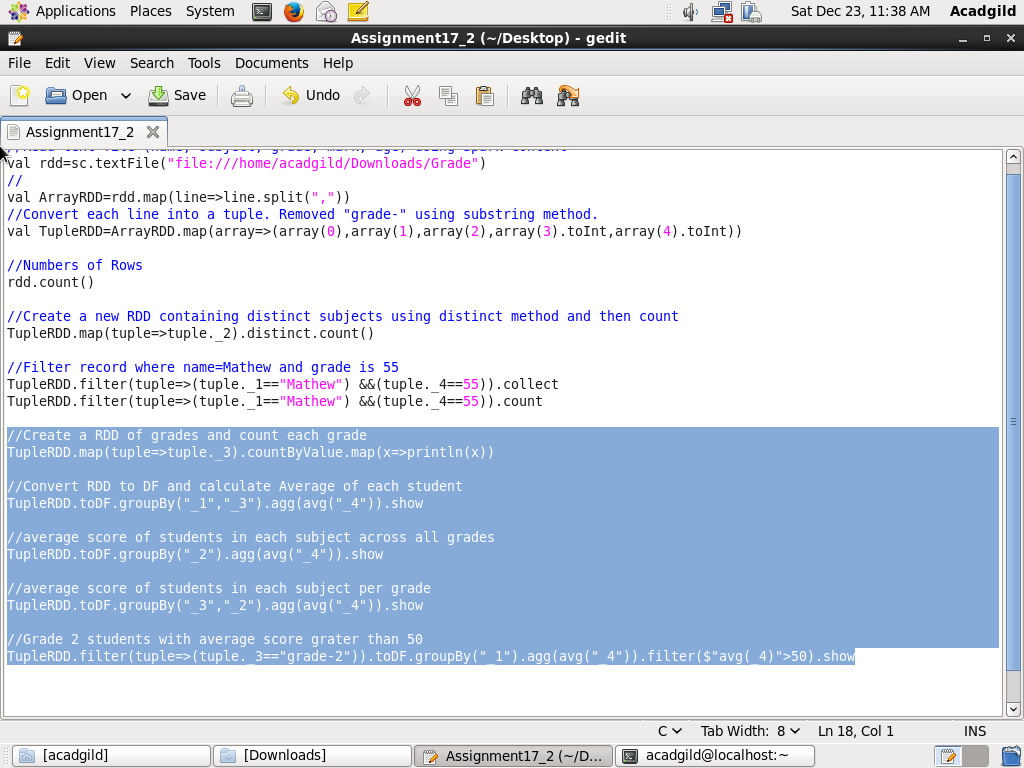 Applications Places System Sat Dec 23, 11:38 AM Acadgild
Assignment17_2 (~/Desktop) - gedit
File Edit View Search Tools Documents Help
Open Save Undo
Assignment17_2
val rdd=sc.textFile("file:///home/acadgild/Downloads/Grade")
//
val ArrayRDD=rdd.map(line=>line.split(","))
//Convert each line into a tuple. Removed "grade-" using substring method.
val TupleRDD=ArrayRDD.map(array=>(array(0),array(1),array(2),array(3).toInt,array(4).toInt))
//Numbers of Rows
rdd.count()
//Create a new RDD containing distinct subjects using distinct method and then count
TupleRDD.map(tuple=>tuple._2).distinct.count()
//Filter record where name=Mathew and grade is 55
TupleRDD.filter(tuple=>(tuple._1=="Mathew") &&(tuple._4==55)).collect
TupleRDD.filter(tuple=>(tuple._1=="Mathew") &&(tuple._4==55)).count
//Create a RDD of grades and count each grade
TupleRDD.map(tuple=>tuple._3).countByValue.map(x=>println(x))
//Convert RDD to DF and calculate Average of each student
TupleRDD.toDF.groupBy("_1","_3").agg(avg("_4")).show
//average score of students in each subject across all grades
TupleRDD.toDF.groupBy("_2").agg(avg("_4")).show
//average score of students in each subject per grade
TupleRDD.toDF.groupBy("_3","_2").agg(avg("_4")).show
//Grade 2 students with average score grater than 50
TupleRDD.filter(tuple=>(tuple._3=="grade-2")).toDF.groupBy("_1").agg(avg("_4")).filter($"avg(_4)">50).show
C Tab Width: 8 Ln 18, Col 1 INS
[acadgild] [Downloads] Assignment17_2 (~/D... acadgild@localhost:~